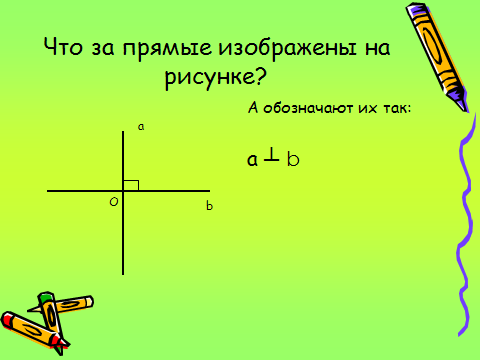 Что за прямые изображены на
рисунке?
А обозначают их так:
a
a ┴ b
O
b